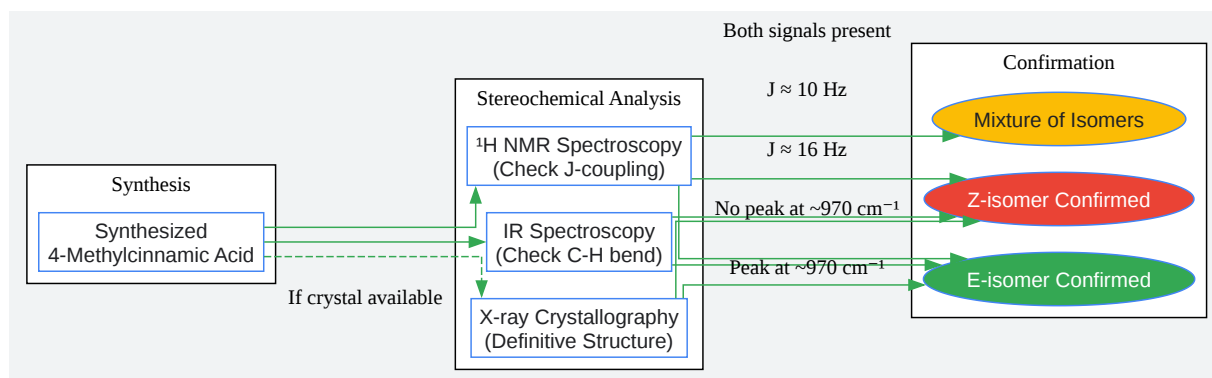 Synthesis
Synthesized
4-Methylcinnamic Acid
If crystal available
Stereochemical Analysis
¹H NMR Spectroscopy
(Check J-coupling)
IR Spectroscopy
(Check C-H bend)
X-ray Crystallography
(Definitive Structure)
Both signals present
J ≈ 10 Hz
J ≈ 16 Hz
No peak at ~970 cm⁻¹
Peak at ~970 cm⁻¹
Confirmation
Mixture of Isomers
Z-isomer Confirmed
E-isomer Confirmed